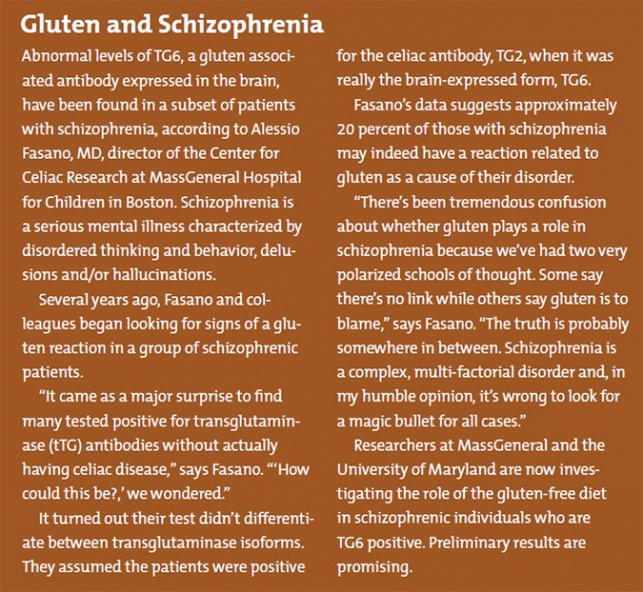 Gluten and Schizophrenia
Abnormal levels of TG6, a gluten associ-
ated antibody expressed in the brain,
have been found in a subset of patients
with schizophrenia, according to Alessio
Fasano, MD, director of the Center for
Celiac Research at MassGeneral Hospital
for Children in Boston. Schizophrenia is
a serious mental illness characterized by
disordered thinking and behavior, delu-
sions and/or hallucinations.
Several years ago, Fasano and col-
leagues began looking for signs of a glu-
ten reaction in a group of schizophrenic
patients.
“It came as a major surprise to find
many tested positive for transglutamin-
ase (tTG) antibodies without actually
having celiac disease,” says Fasano. “‘How
could this be?,’ we wondered.”
It turned out their test didn’t differenti-
ate between transglutaminase isoforms.
They assumed the patients were positive
for the celiac antibody, TG2, when it was
really the brain-expressed form, TG6.
Fasano’s data suggests approximately
20 percent of those with schizophrenia
may indeed have a reaction related to
gluten as a cause of their disorder.
“There’s been tremendous confusion
about whether gluten plays a role in
schizophrenia because we’ve had two very
polarized schools of thought. Some say
there’s no link while others say gluten is to
blame,” says Fasano. “The truth is probably
somewhere in between. Schizophrenia is
a complex, multi-factorial disorder and, in
my humble opinion, it’s wrong to look for
a magic bullet for all cases.”
Researchers at MassGeneral and the
University of Maryland are now inves-
tigating the role of the gluten-free diet
in schizophrenic individuals who are
TG6 positive. Preliminary results are
promising.